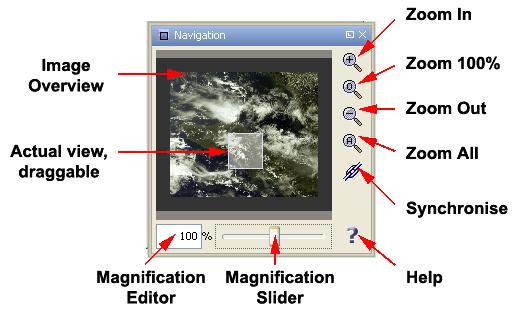 Zoom In
Navigation
Image
Overview
Zoom 100%
Zoom Out
Actual view,
draggable
Zoom All
Synchronise
100 %
Magnification
Editor
Magnification
Slider
Help